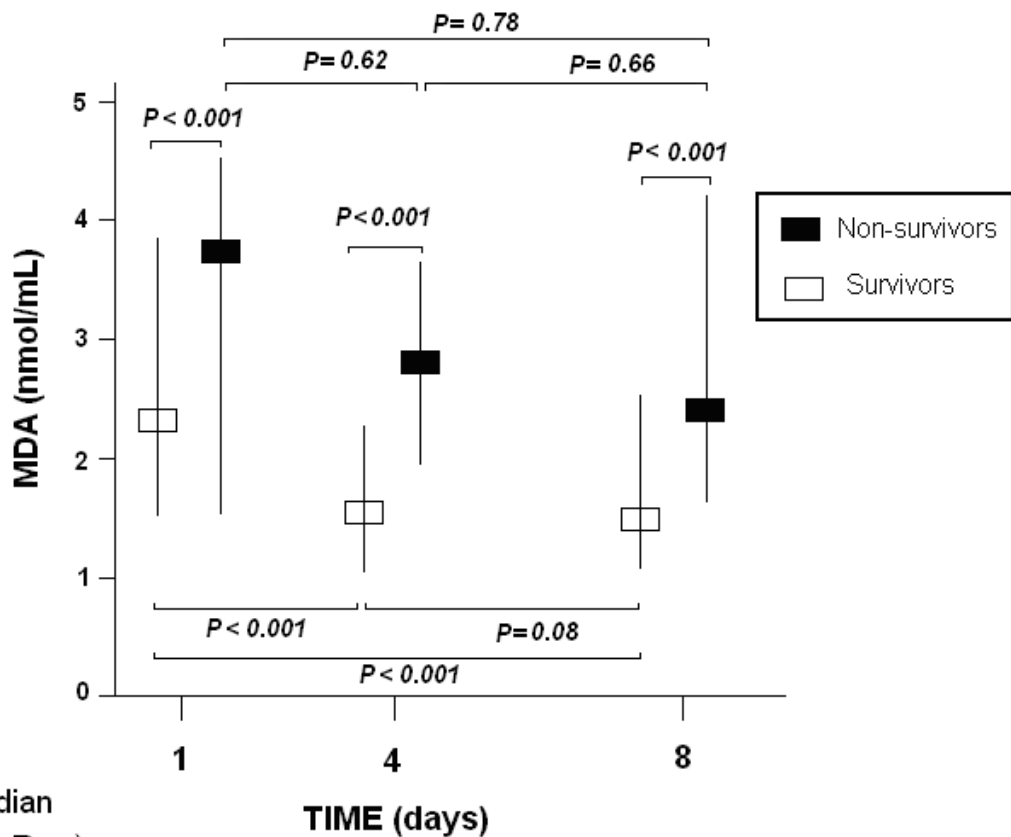 P= 0.78
P= 0.62
P= 0.66
5
P< 0.001
P< 0.001
P<0.001
4
Non-survivors
Survivors
3
MDA (nmol/mL)
2
1
P< 0.001
P= 0.08
P< 0.001
0
1
4
8
dian
TIME (days)